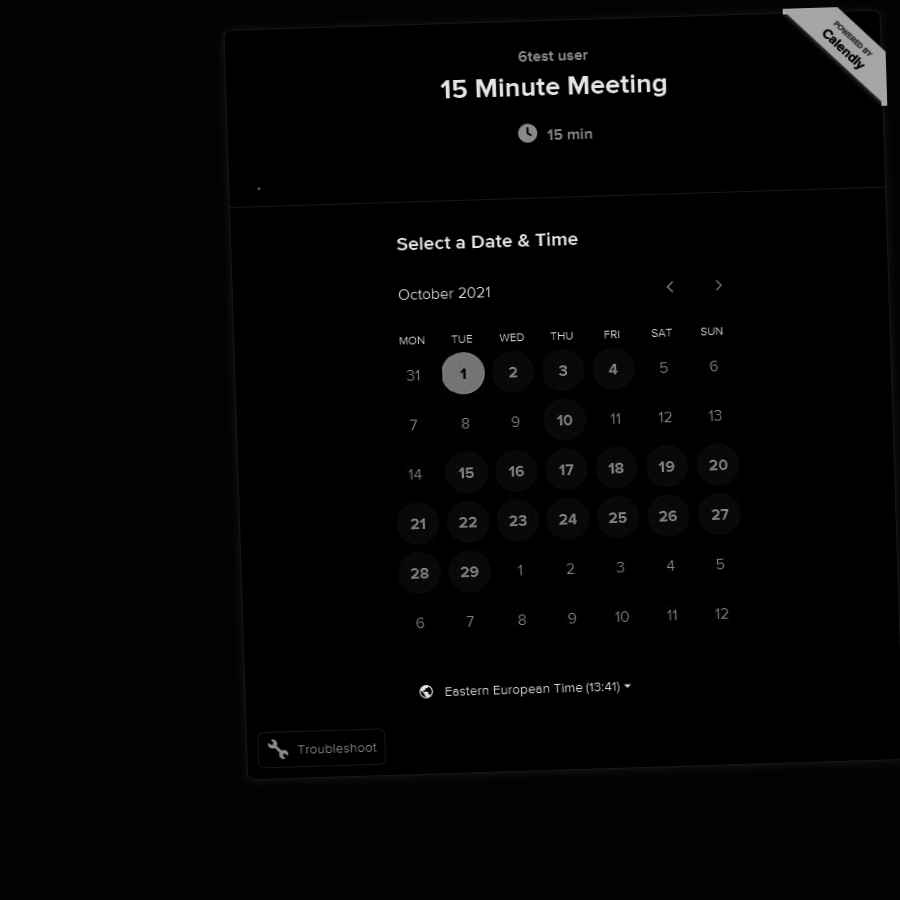 POWERED BY
Calendly
6test user
15 Minute Meeting
15 min
.
Select a Date & Time
October 2021
MON TUE WED THU FRI SAT SUN
31 1 2 3 4 5 6
7 8 9 10 11 12 13
14 15 16 17 18 19 20
21 22 23 24 25 26 27
28 29 1 2 3 4 5
6 7 8 9 10 11 12
Eastern European Time (13:41)
Troubleshoot